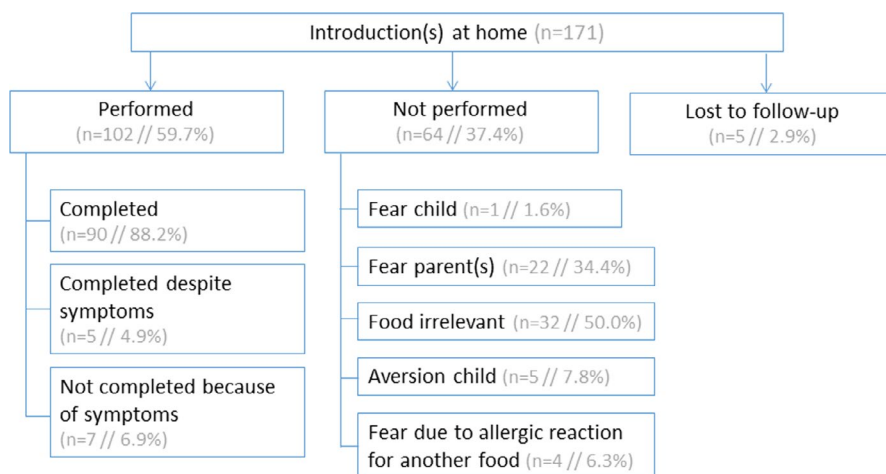 Introduction(s) at home (n=171)
Performed
(n=102 // 59.7%)
Not performed
(n=64 // 37.4%)
Lost to follow-up
(n=5 // 2.9%)
Completed
(n=90 // 88.2%)
Completed despite
symptoms
(n=5 // 4.9%)
Not completed because
of symptoms
(n=7 // 6.9%)
Fear child (n=1 // 1.6%)
Fear parent(s) (n=22 // 34.4%)
Food irrelevant (n=32 // 50.0%)
Aversion child (n=5 // 7.8%)
Fear due to allergic reaction
for another food (n=4 // 6.3%)